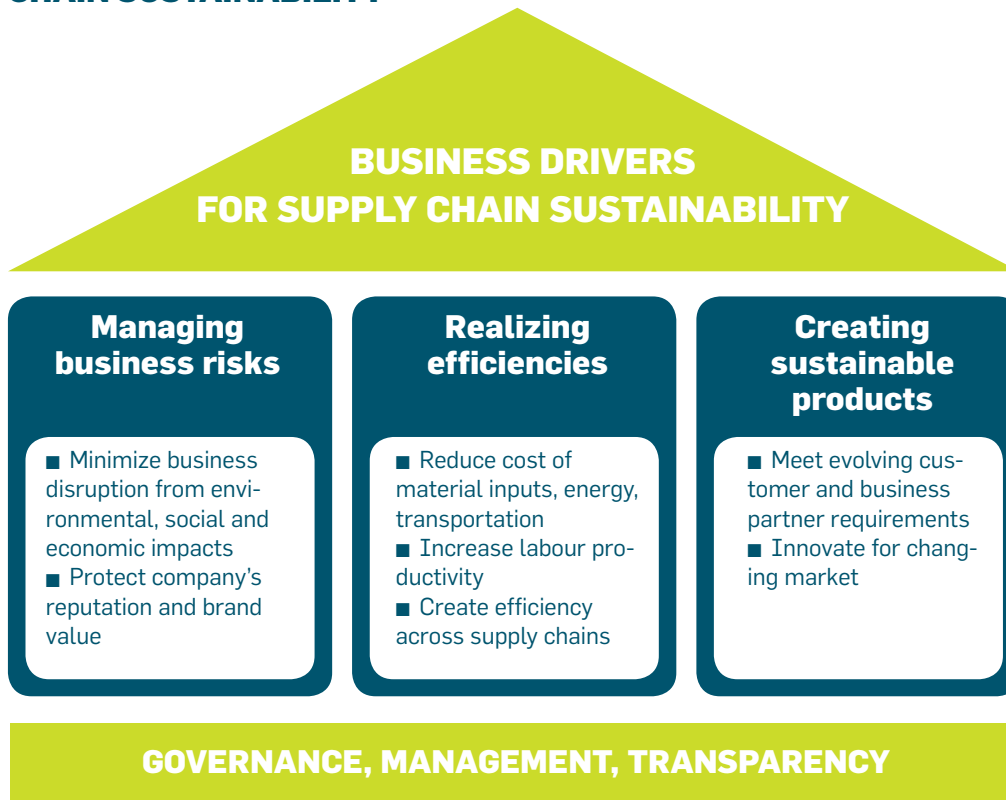 CHAIN SUSTAINABILITY
BUSINESS DRIVERS
FOR SUPPLY CHAIN SUSTAINABILITY
Managing
business risks
■ Minimize business
disruption from envi-
ronmental, social and
economic impacts
■ Protect company’s
reputation and brand
value
Realizing
efficiencies
■ Reduce cost of
material inputs, energy,
transportation
■ Increase labour pro-
ductivity
■ Create efficiency
across supply chains
Creating
sustainable
products
■ Meet evolving cus-
tomer and business
partner requirements
■ Innovate for chang-
ing market
GOVERNANCE, MANAGEMENT, TRANSPARENCY